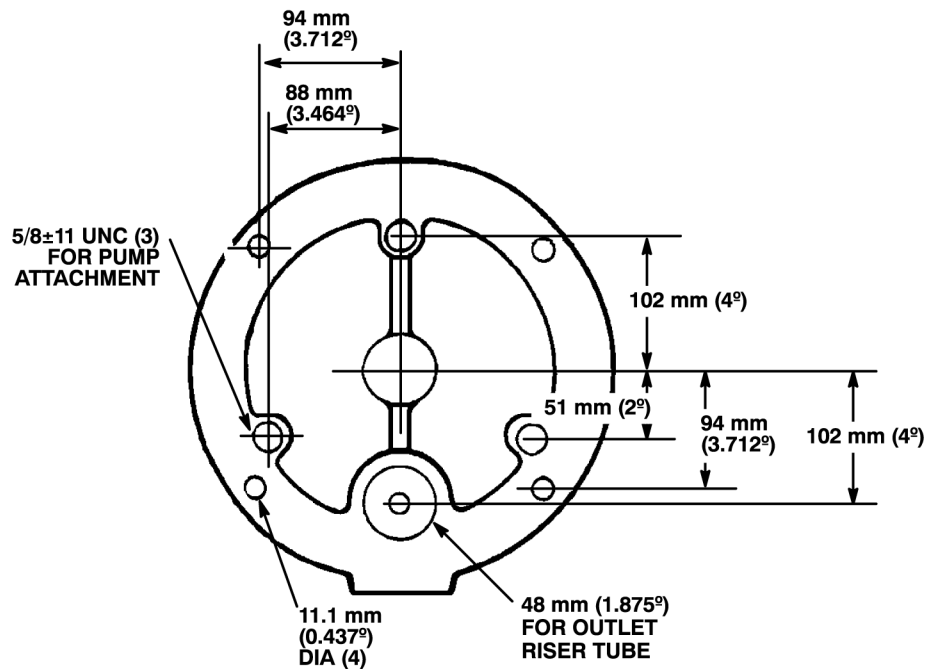 94 mm
(3.712º)
88 mm
(3.464º)
5/8±11 UNC (3)
FOR PUMP
ATTACHMENT
102 mm (4º)
51 mm (2º)
94 mm
(3.712º)
102 mm (4º)
11.1 mm
(0.437º)
DIA (4)
48 mm (1.875º)
FOR OUTLET
RISER TUBE